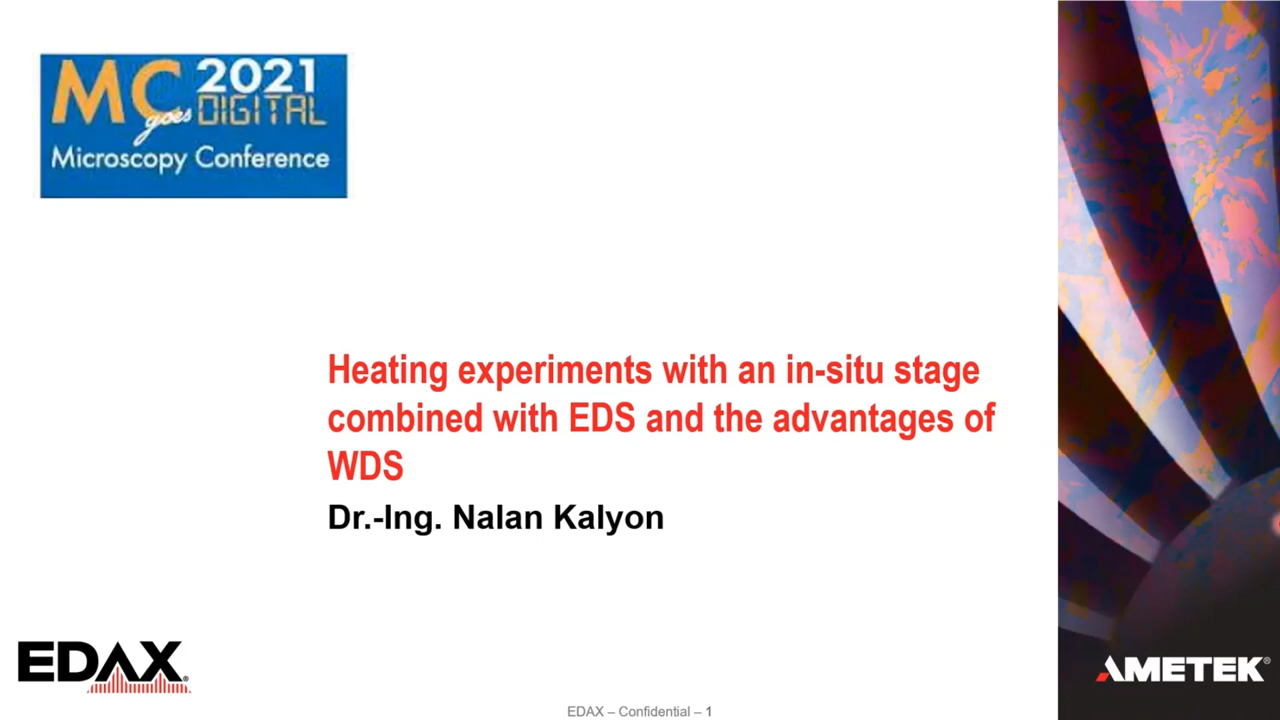 MC goes 2021 DIGITAL
Microscopy Conference
Heating experiments with an in-situ stage
combined with EDS and the advantages of
WDS
Dr.-Ing. Nalan Kalyon
EDAX®
AMETEK®
EDAX – Confidential – 1